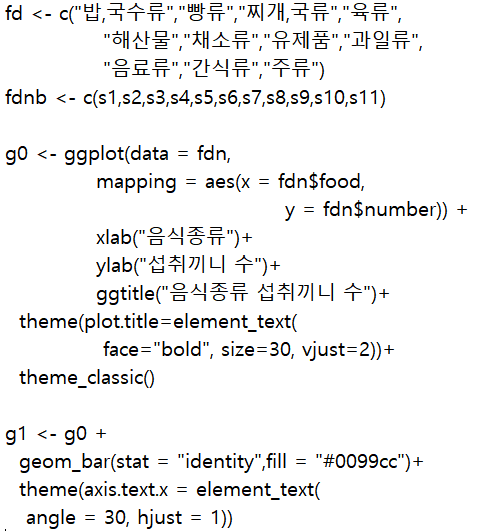 fd <- c("밥,국수류","빵류","찌개,국류","육류",
"해산물","채소류","유제품","과일류",
"음료류","간식류","주류")
fdnb <- c(s1,s2,s3,s4,s5,s6,s7,s8,s9,s10,s11)
g0 <- ggplot(data = fdn,
mapping = aes(x = fdn$food,
y = fdn$number)) +
xlab("음식종류")+
ylab("섭취끼니 수")+
ggtitle("음식종류 섭취끼니 수")+
theme(plot.title=element_text(
face="bold", size=30, vjust=2))+
theme_classic()
g1 <- g0 +
geom_bar(stat = "identity",fill = "#0099cc")+
theme(axis.text.x = element_text(
angle = 30, hjust = 1))